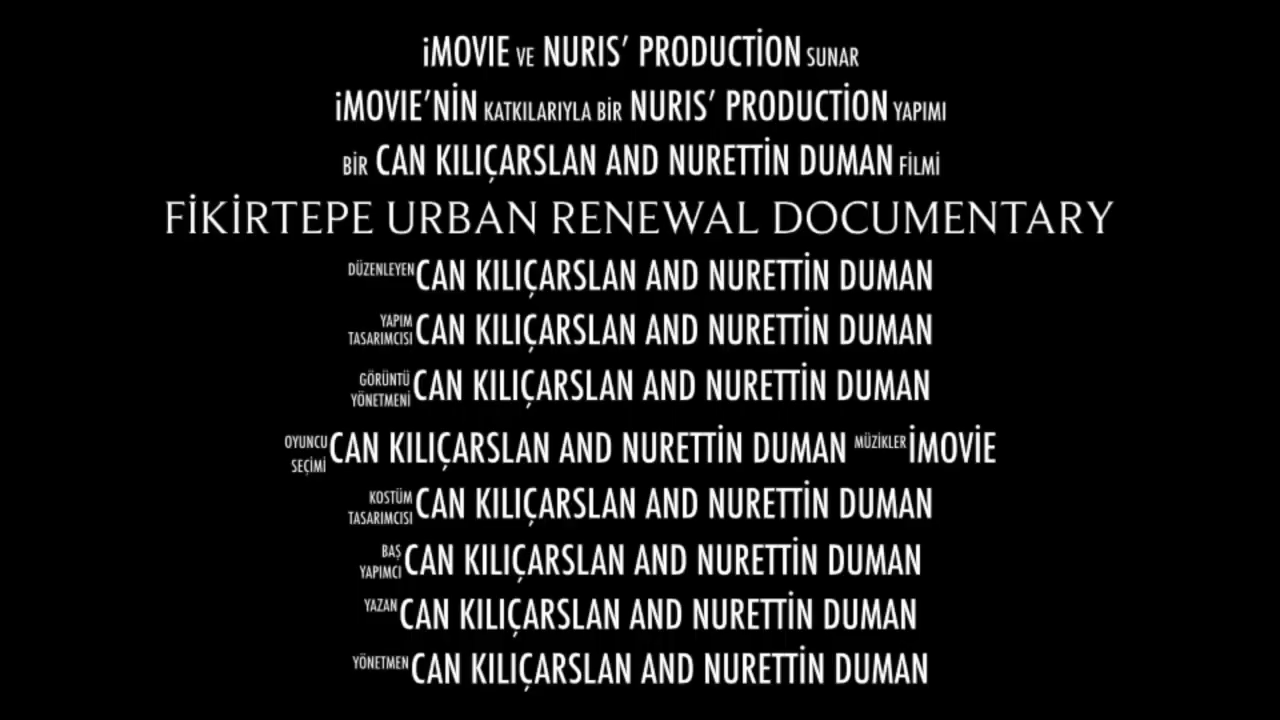 iMOVIE VE NURIS' PRODUCTİON SUNAR
iMOVIE'NİN KATKILARIYLA BİR NURIS' PRODUCTİON YAPIMI
BİR CAN KILIÇARSLAN AND NURETTİN DUMAN FİLMİ
FİKİRTEPE URBAN RENEWAL DOCUMENTARY
DÜZENLEYEN CAN KILIÇARSLAN AND NURETTİN DUMAN
YAPIM TASARIMCISI CAN KILIÇARSLAN AND NURETTİN DUMAN
GÖRÜNTÜ YÖNETMENİ CAN KILIÇARSLAN AND NURETTİN DUMAN
OYUNCU SEÇİMİ CAN KILIÇARSLAN AND NURETTİN DUMAN MÜZİKLER İMOVİE
KOSTÜM TASARIMCISI CAN KILIÇARSLAN AND NURETTİN DUMAN
BAŞ YAPIMCI CAN KILIÇARSLAN AND NURETTİN DUMAN
YAZAN CAN KILIÇARSLAN AND NURETTİN DUMAN
YÖNETMEN CAN KILIÇARSLAN AND NURETTİN DUMAN